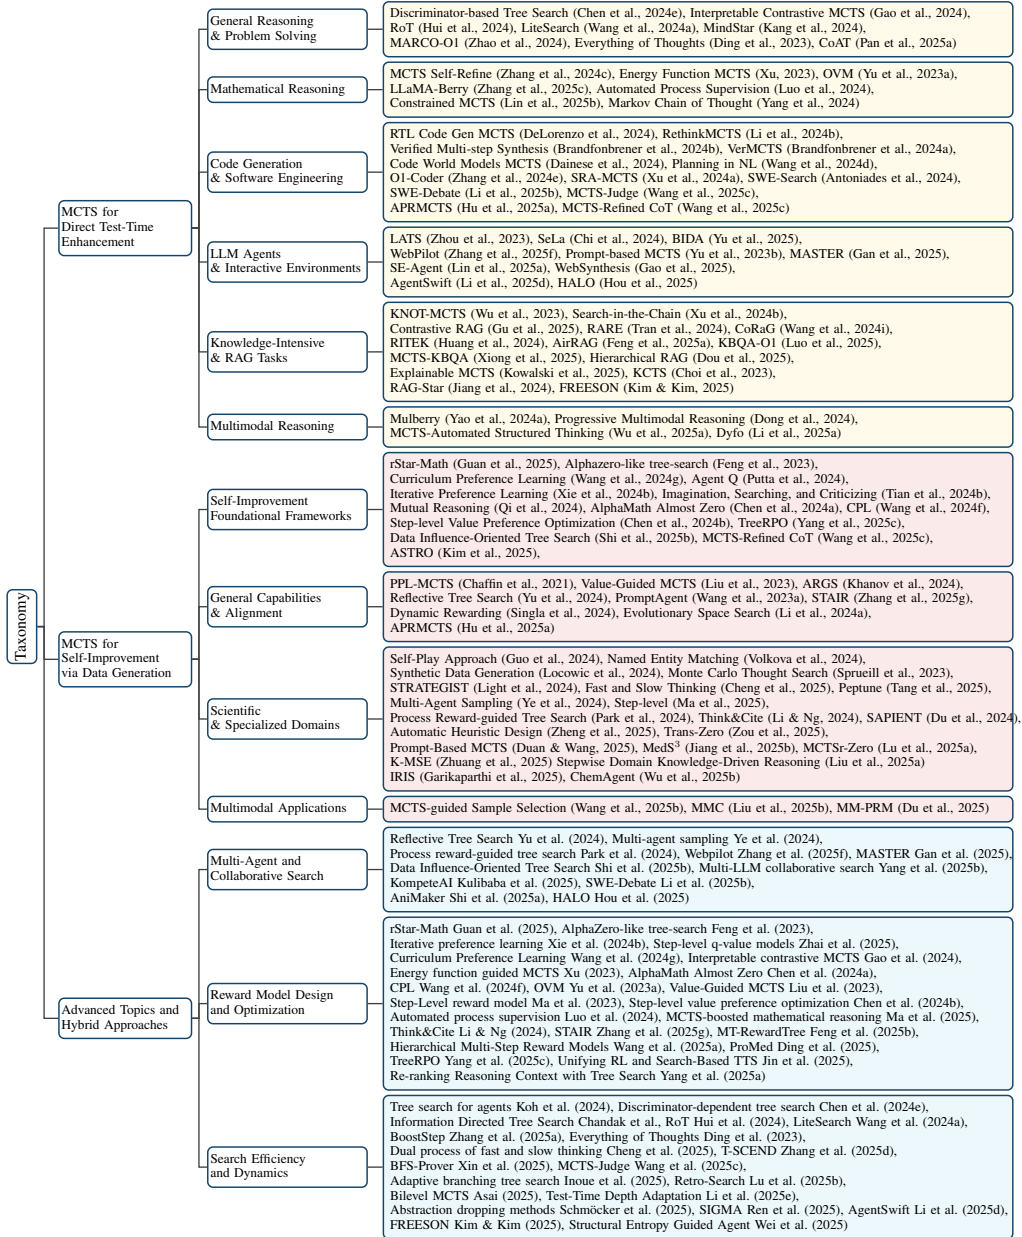 Taxonomy
MCTS for
Direct Test-Time
Enhancement
General Reasoning
& Problem Solving
Discriminator-based Tree Search (Chen et al., 2024e), Interpretable Contrastive MCTS (Gao et al., 2024),
RoT (Hui et al., 2024), LiteSearch (Wang et al., 2024a), MindStar (Kang et al., 2024),
MARCO-O1 (Zhao et al., 2024), Everything of Thoughts (Ding et al., 2023), CoAT (Pan et al., 2025a)
Mathematical Reasoning
MCTS Self-Refine (Zhang et al., 2024c), Energy Function MCTS (Xu, 2023), OVM (Yu et al., 2023a),
LLaMA-Berry (Zhang et al., 2025c), Automated Process Supervision (Luo et al., 2024),
Constrained MCTS (Lin et al., 2025b), Markov Chain of Thought (Yang et al., 2024)
Code Generation
& Software Engineering
RTL Code Gen MCTS (DeLorenzo et al., 2024), RethinkMCTS (Li et al., 2024b),
Verified Multi-step Synthesis (Brandfonbrener et al., 2024b), VerMCTS (Brandfonbrener et al., 2024a),
Code World Models MCTS (Dainese et al., 2024), Planning in NL (Wang et al., 2024d),
O1-Coder (Zhang et al., 2024e), SRA-MCTS (Xu et al., 2024a), SWE-Search (Antoniades et al., 2024),
SWE-Debate (Li et al., 2025b), MCTS-Judge (Wang et al., 2025c),
APRMCTS (Hu et al., 2025a), MCTS-Refined CoT (Wang et al., 2025c)
LLM Agents
& Interactive Environments
LATS (Zhou et al., 2023), SeLa (Chi et al., 2024), BIDA (Yu et al., 2025),
WebPilot (Zhang et al., 2025f), Prompt-based MCTS (Yu et al., 2023b), MASTER (Gan et al., 2025),
SE-Agent (Lin et al., 2025a), WebSynthesis (Gao et al., 2025),
AgentSwift (Li et al., 2025d), HALO (Hou et al., 2025)
Knowledge-Intensive
& RAG Tasks
KNOT-MCTS (Wu et al., 2023), Search-in-the-Chain (Xu et al., 2024b),
Contrastive RAG (Gu et al., 2025), RARE (Tran et al., 2024), CoRaG (Wang et al., 2024i),
RITEK (Huang et al., 2024), AirRAG (Feng et al., 2025a), KBQA-O1 (Luo et al., 2025),
MCTS-KBQA (Xiong et al., 2025), Hierarchical RAG (Dou et al., 2025),
Explainable MCTS (Kowalski et al., 2025), KCTS (Choi et al., 2023),
RAG-Star (Jiang et al., 2024), FREESON (Kim & Kim, 2025)
Multimodal Reasoning
Mulberry (Yao et al., 2024a), Progressive Multimodal Reasoning (Dong et al., 2024),
MCTS-Automated Structured Thinking (Wu et al., 2025a), Dyfo (Li et al., 2025a)
MCTS for
Self-Improvement
via Data Generation
Self-Improvement
Foundational Frameworks
rStar-Math (Guan et al., 2025), Alphazero-like tree-search (Feng et al., 2023),
Curriculum Preference Learning (Wang et al., 2024g), Agent Q (Putta et al., 2024),
Iterative Preference Learning (Xie et al., 2024b), Imagination, Searching, and Criticizing (Tian et al., 2024b),
Mutual Reasoning (Qi et al., 2024), AlphaMath Almost Zero (Chen et al., 2024a), CPL (Wang et al., 2024f),
Step-level Value Preference Optimization (Chen et al., 2024b), TreeRPO (Yang et al., 2025c),
Data Influence-Oriented Tree Search (Shi et al., 2025b), MCTS-Refined CoT (Wang et al., 2025c),
ASTRO (Kim et al., 2025),
General Capabilities
& Alignment
PPL-MCTS (Chaffin et al., 2021), Value-Guided MCTS (Liu et al., 2023), ARGS (Khanov et al., 2024),
Reflective Tree Search (Yu et al., 2024), PromptAgent (Wang et al., 2023a), STAIR (Zhang et al., 2025g),
Dynamic Rewarding (Singla et al., 2024), Evolutionary Space Search (Li et al., 2024a),
APRMCTS (Hu et al., 2025a)
Scientific
& Specialized Domains
Self-Play Approach (Guo et al., 2024), Named Entity Matching (Volkova et al., 2024),
Synthetic Data Generation (Locowic et al., 2024), Monte Carlo Thought Search (Sprueill et al., 2023),
STRATEGIST (Light et al., 2024), Fast and Slow Thinking (Cheng et al., 2025), Peptune (Tang et al., 2025),
Multi-Agent Sampling (Ye et al., 2024), Step-level (Ma et al., 2025),
Process Reward-guided Tree Search (Park et al., 2024), Think&Cite (Li & Ng, 2024), SAPIENT (Du et al., 2024),
Automatic Heuristic Design (Zheng et al., 2025), Trans-Zero (Zou et al., 2025),
Prompt-Based MCTS (Duan & Wang, 2025), MedS³ (Jiang et al., 2025b), MCTSr-Zero (Lu et al., 2025a),
K-MSE (Zhuang et al., 2025) Stepwise Domain Knowledge-Driven Reasoning (Liu et al., 2025a)
IRIS (Garikaparthi et al., 2025), ChemAgent (Wu et al., 2025b)
Multimodal Applications
MCTS-guided Sample Selection (Wang et al., 2025b), MMC (Liu et al., 2025b), MM-PRM (Du et al., 2025)
Advanced Topics and
Hybrid Approaches
Multi-Agent and
Collaborative Search
Reflective Tree Search Yu et al. (2024), Multi-agent sampling Ye et al. (2024),
Process reward-guided tree search Park et al. (2024), Webpilot Zhang et al. (2025f), MASTER Gan et al. (2025),
Data Influence-Oriented Tree Search Shi et al. (2025b), Multi-LLM collaborative search Yang et al. (2025b),
KompeteAI Kulibaba et al. (2025), SWE-Debate Li et al. (2025b),
AniMaker Shi et al. (2025a), HALO Hou et al. (2025)
Reward Model Design
and Optimization
rStar-Math Guan et al. (2025), AlphaZero-like tree-search Feng et al. (2023),
Iterative preference learning Xie et al. (2024b), Step-level q-value models Zhai et al. (2025),
Curriculum Preference Learning Wang et al. (2024g), Interpretable contrastive MCTS Gao et al. (2024),
Energy function guided MCTS Xu (2023), AlphaMath Almost Zero Chen et al. (2024a),
CPL Wang et al. (2024f), OVM Yu et al. (2023a), Value-Guided MCTS Liu et al. (2023),
Step-Level reward model Ma et al. (2023), Step-level value preference optimization Chen et al. (2024b),
Automated process supervision Luo et al. (2024), MCTS-boosted mathematical reasoning Ma et al. (2025),
Think&Cite Li & Ng (2024), STAIR Zhang et al. (2025g), MT-RewardTree Feng et al. (2025b),
Hierarchical Multi-Step Reward Models Wang et al. (2025a), ProMed Ding et al. (2025),
TreeRPO Yang et al. (2025c), Unifying RL and Search-Based TTS Jin et al. (2025),
Re-ranking Reasoning Context with Tree Search Yang et al. (2025a)
Search Efficiency
and Dynamics
Tree search for agents Koh et al. (2024), Discriminator-dependent tree search Chen et al. (2024e),
Information Directed Tree Search Chandak et al., RoT Hui et al. (2024), LiteSearch Wang et al. (2024a),
BoostStep Zhang et al. (2025a), Everything of Thoughts Ding et al. (2023),
Dual process of fast and slow thinking Cheng et al. (2025), T-SCEND Zhang et al. (2025d),
BFS-Prover Xin et al. (2025), MCTS-Judge Wang et al. (2025c),
Adaptive branching tree search Inoue et al. (2025), Retro-Search Lu et al. (2025b),
Bilevel MCTS Asai (2025), Test-Time Depth Adaptation Li et al. (2025e),
Abstraction dropping methods Schmöcker et al. (2025), SIGMA Ren et al. (2025), AgentSwift Li et al. (2025d),
FREESON Kim & Kim (2025), Structural Entropy Guided Agent Wei et al. (2025)